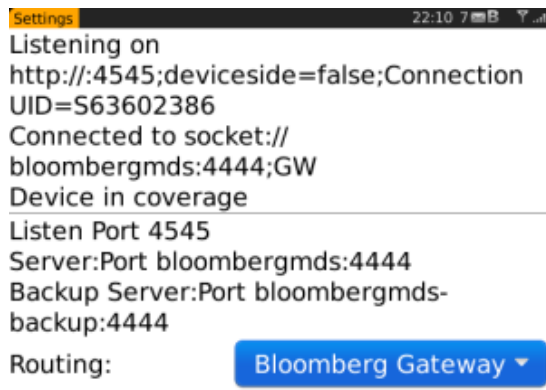 Settings 22:10 7 B
Listening on
http://:4545;deviceside=false;Connection
UID=S63602386
Connected to socket://
bloombergmds:4444;GW
Device in coverage
Listen Port 4545
Server:Port bloombergmds:4444
Backup Server:Port bloombergmds-
backup:4444
Routing: Bloomberg Gateway